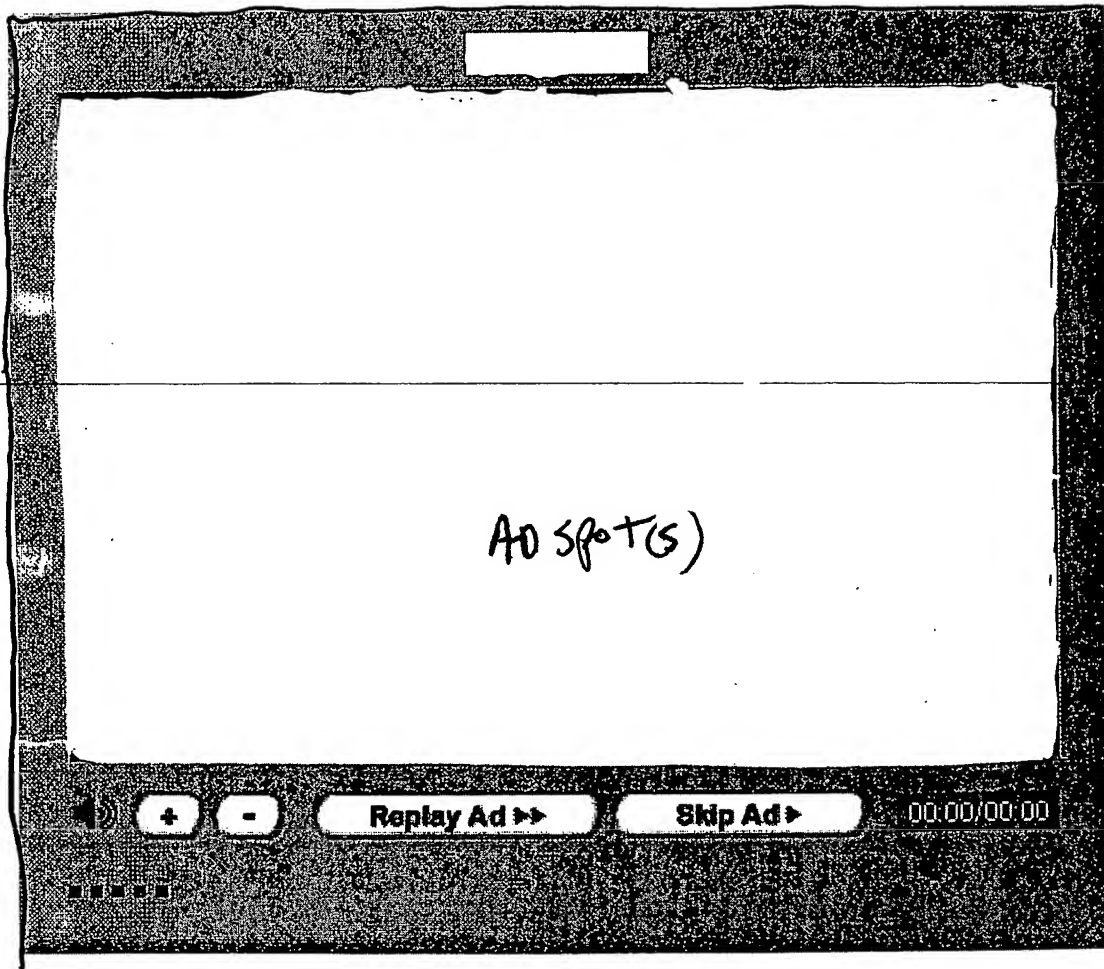 AD SPOT(S)
+ - Replay Ad ▸▸ Skip Ad ▸ 00:00/00:00